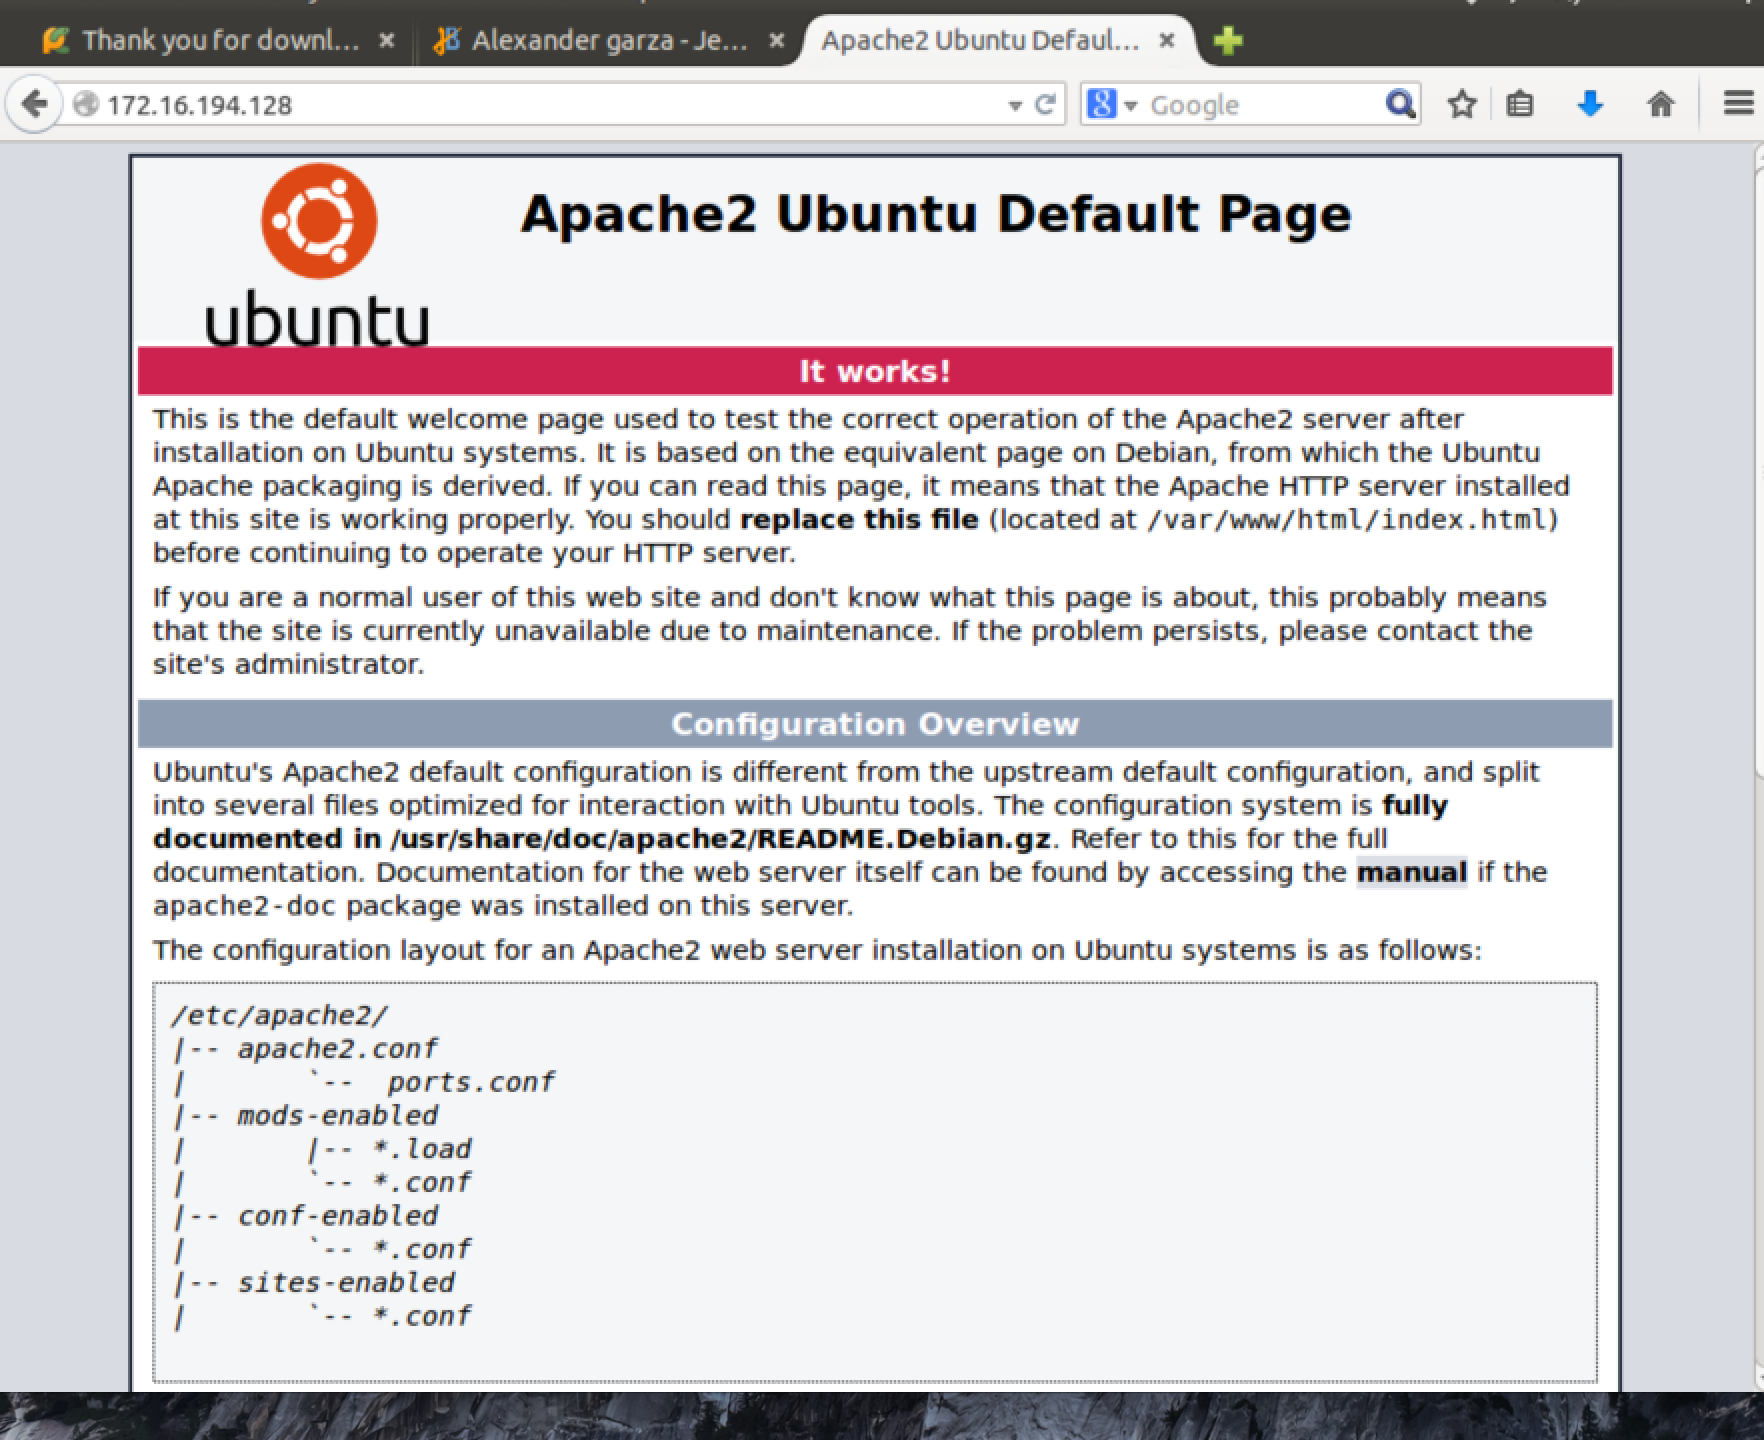 Thank you for downl...
Alexander garza - Je...
Apache2 Ubuntu Defaul...
172.16.194.128
8
Google
ubuntu
Apache2 Ubuntu Default Page
It works!
This is the default welcome page used to test the correct operation of the Apache2 server after
installation on Ubuntu systems. It is based on the equivalent page on Debian, from which the Ubuntu
Apache packaging is derived. If you can read this page, it means that the Apache HTTP server installed
at this site is working properly. You should replace this file (located at /var/www/html/index.html)
before continuing to operate your HTTP server.
If you are a normal user of this web site and don't know what this page is about, this probably means
that the site is currently unavailable due to maintenance. If the problem persists, please contact the
site's administrator.
Configuration Overview
Ubuntu's Apache2 default configuration is different from the upstream default configuration, and split
into several files optimized for interaction with Ubuntu tools. The configuration system is fully
documented in /usr/share/doc/apache2/README.Debian.gz. Refer to this for the full
documentation. Documentation for the web server itself can be found by accessing the manual if the
apache2-doc package was installed on this server.
The configuration layout for an Apache2 web server installation on Ubuntu systems is as follows:
/etc/apache2/
|-- apache2.conf
|       `--  ports.conf
|-- mods-enabled
|       |-- *.load
|       `-- *.conf
|-- conf-enabled
|       `-- *.conf
|-- sites-enabled
|       `-- *.conf